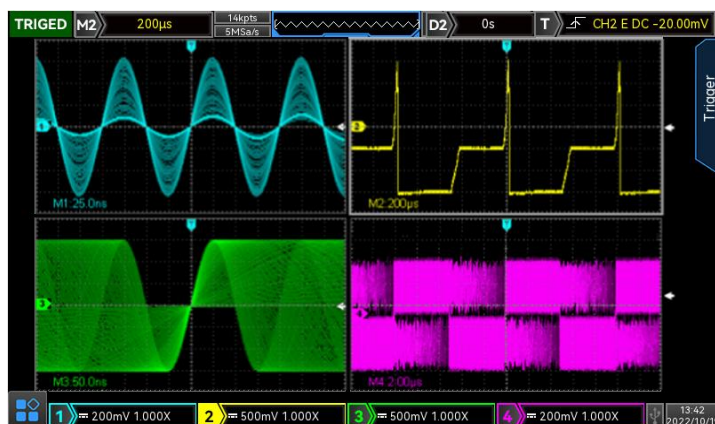 TRIGED M2 200μs 14kpts D2 0s T CH2 E DC -20.00mV
5MSa/s
Trigger
M1:25.0ns
M2:200μs
M3:50.0ns
M4:2.00μs
1 200mV 1.000X 2 500mV 1.000X 3 500mV 1.000X 4 200mV 1.000X 13:42